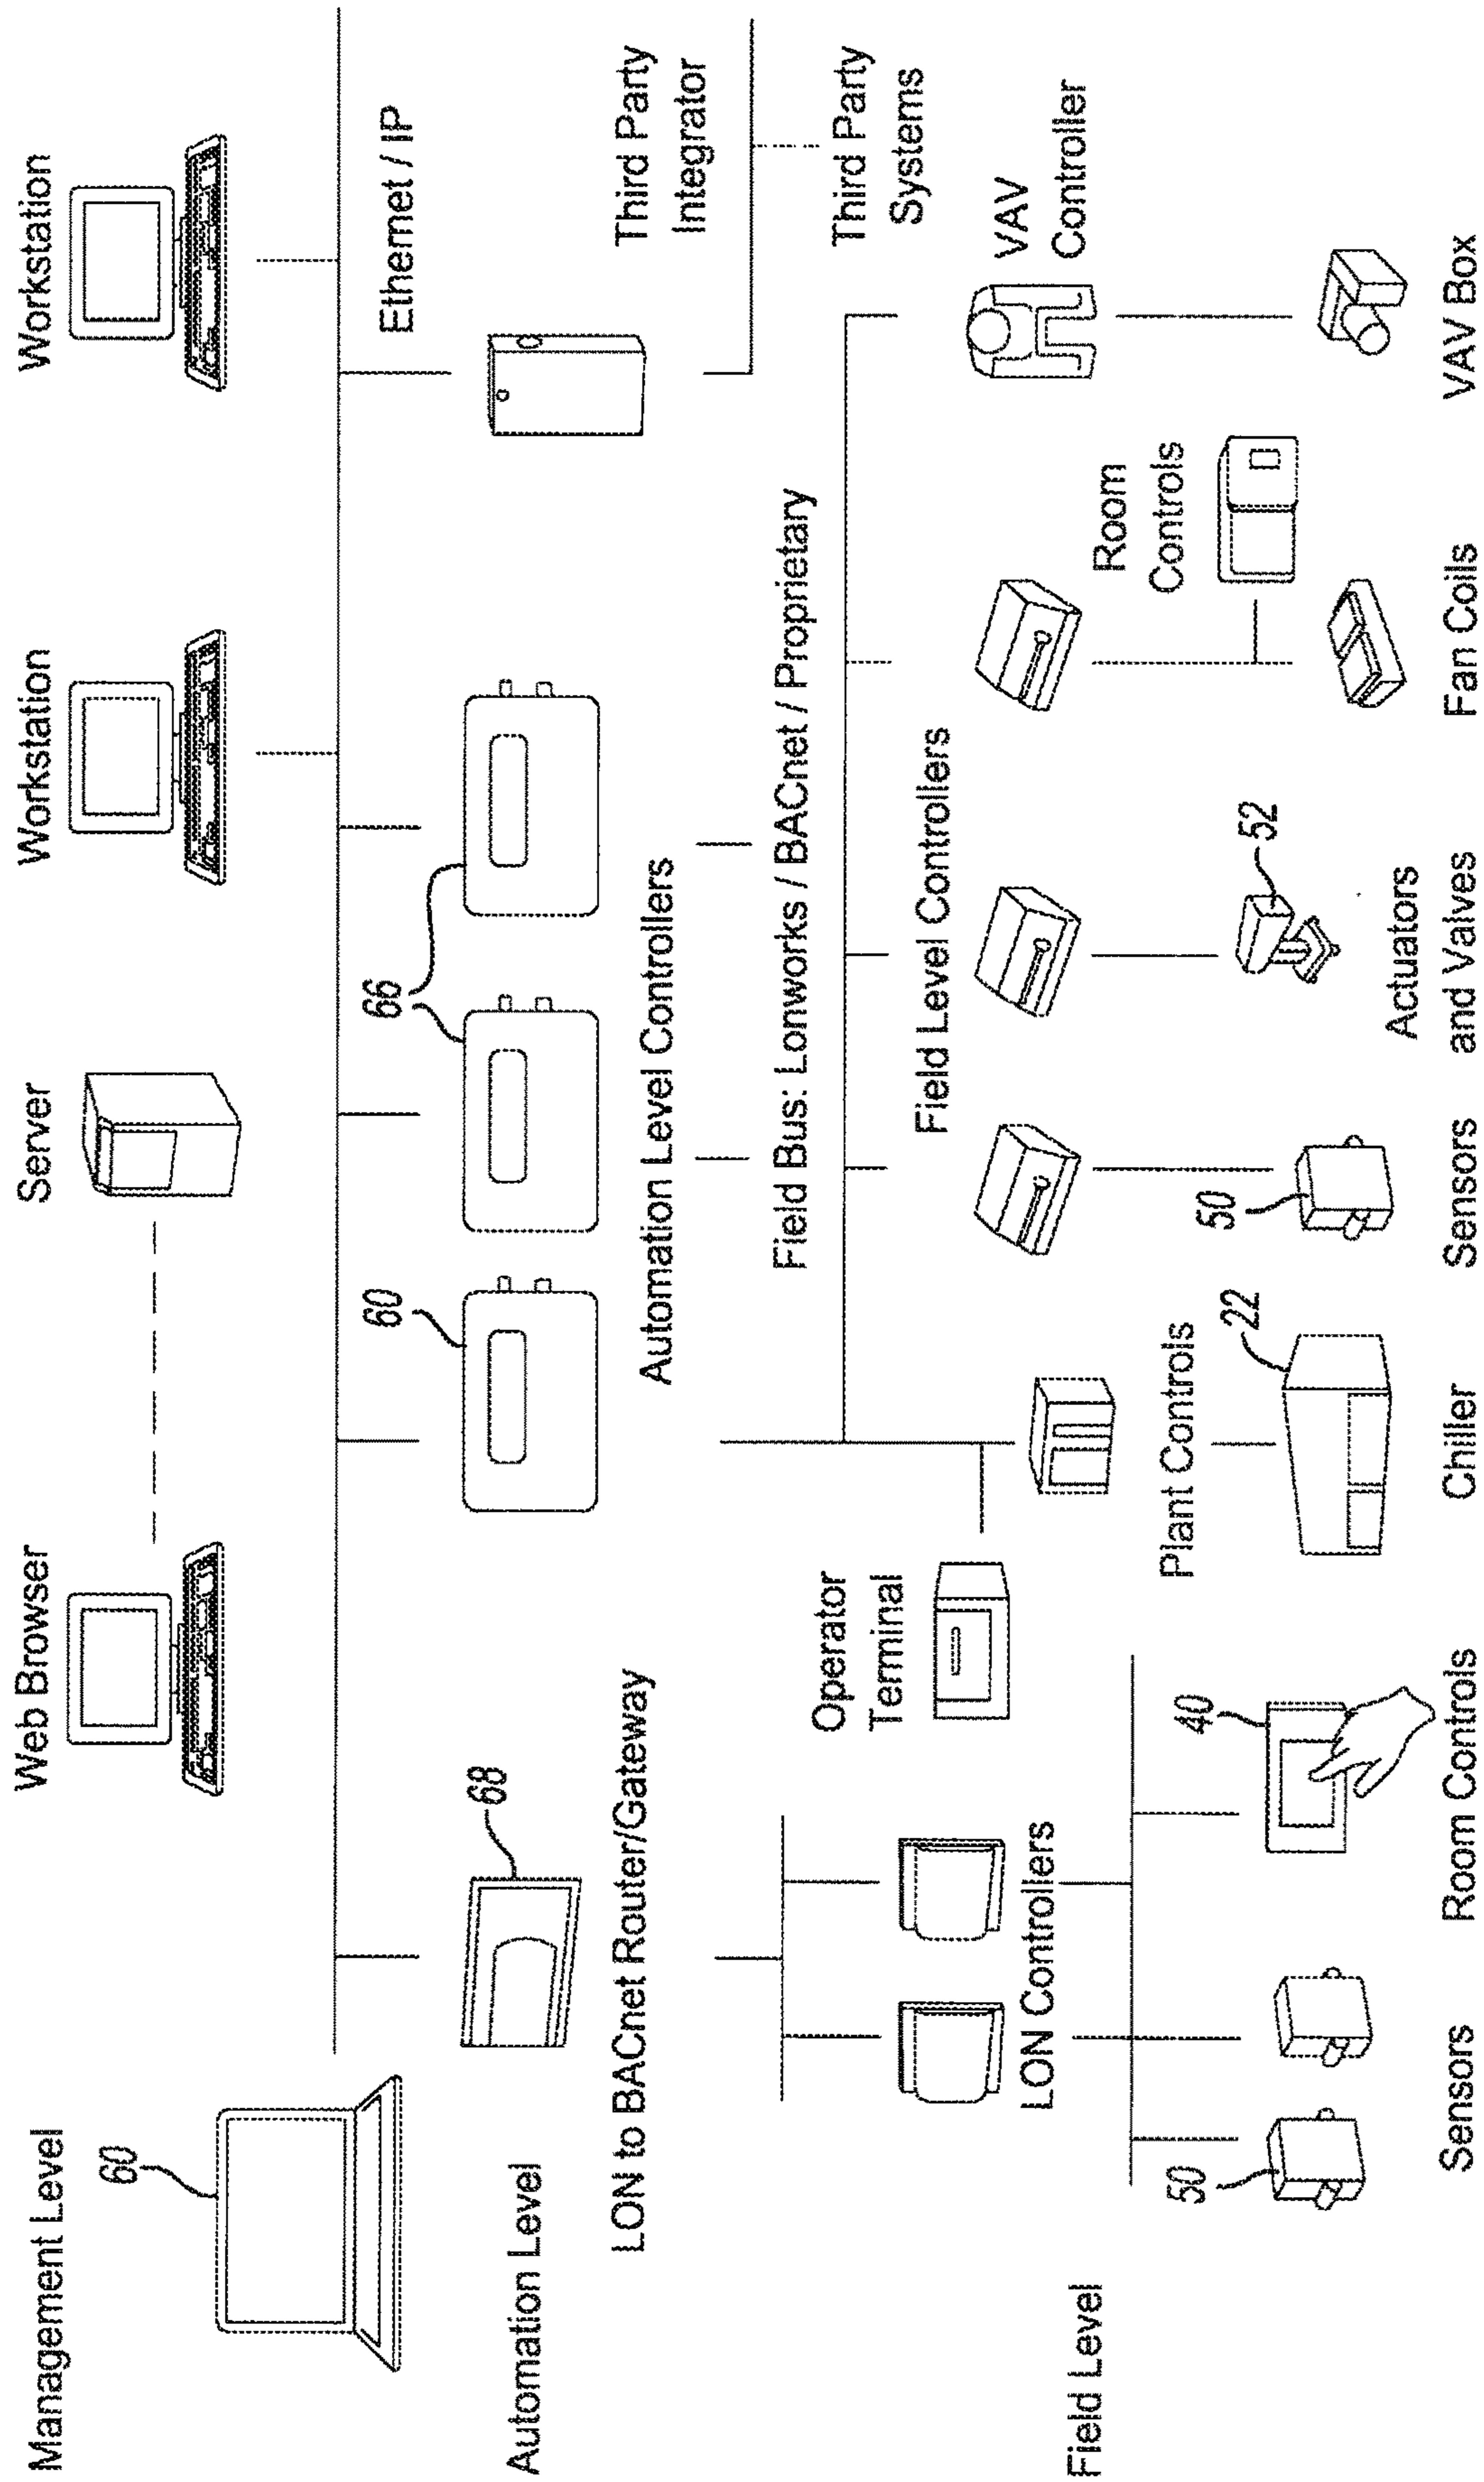 Management Level
Web Browser
Server
Workstation
Workstation
60
Ethernet / IP
Automation Level
68
60
66
LON to BACnet Router/Gateway
Automation Level Controllers
Third Party
Integrator
Field Bus: Lonworks / BACnet / Proprietary
Third Party
Systems
Operator
Terminal
Field Level Controllers
VAV
Controller
Field Level
LON Controllers
Plant Controls
Room
Controls
50
40
22
50
52
Sensors
Room Controls
Chiller
Sensors
Actuators
and Valves
Fan Coils
VAV Box